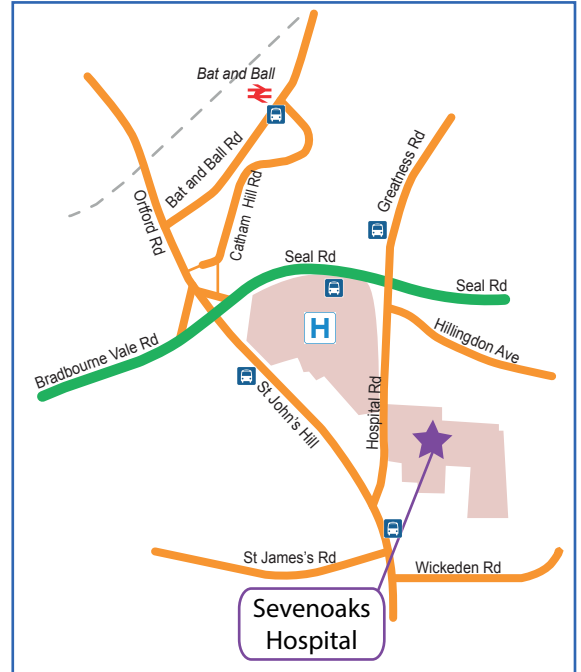 Bat and Ball
Bat and Ball Rd
Ortford Rd
Catham Hill Rd
Greatness Rd
Seal Rd
Seal Rd
H
Hillingdon Ave
Bradbourne Vale Rd
St John's Hill
Hospital Rd
St James's Rd
Wickeden Rd
Sevenoaks
Hospital